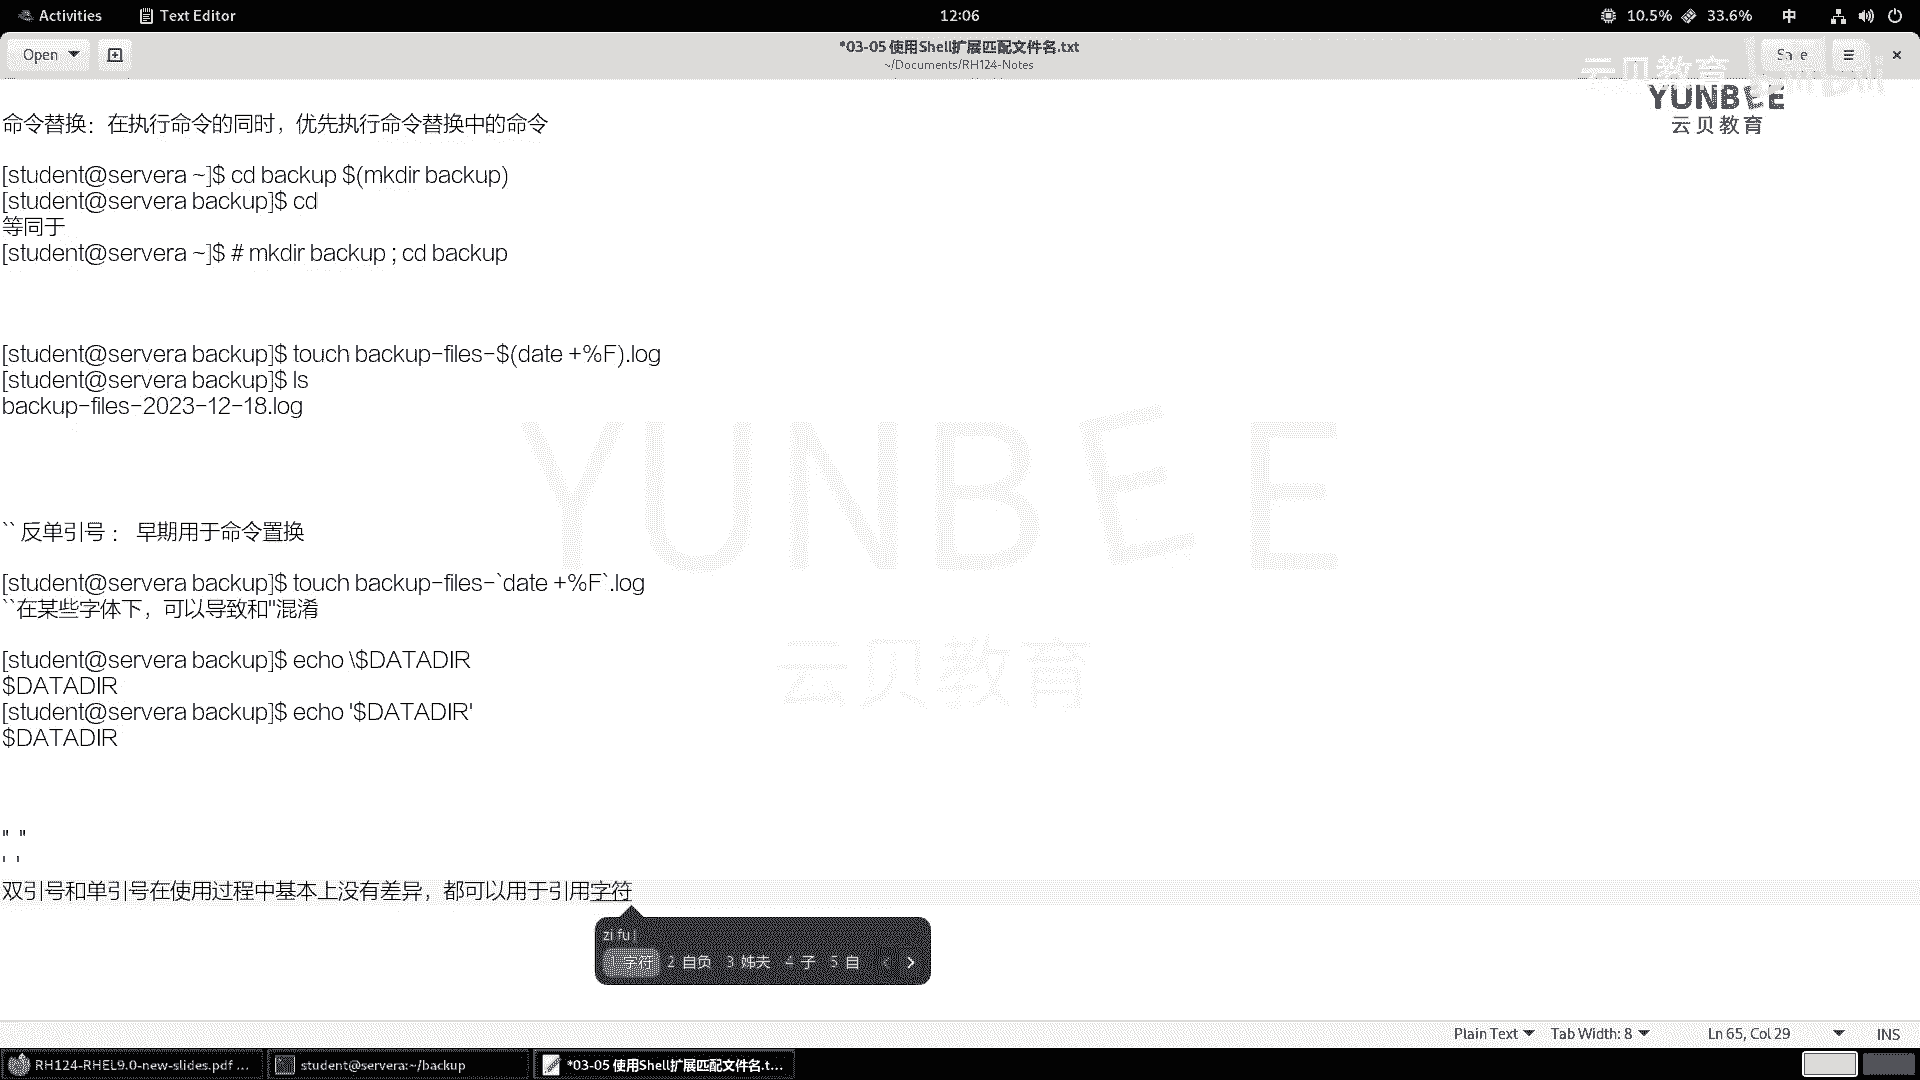 Activities
Text Editor
12:06
10.5%
33.6%
中
Open
*03-05 使用Shell扩展匹配文件名.txt
~/Documents/RH124-Notes
云贝教育
YUNBEE
云贝教育
命令替换：在执行命令的同时，优先执行命令替换中的命令
[student@servera ~]$ cd backup $(mkdir backup)
[student@servera backup]$ cd
等同于
[student@servera ~]$ # mkdir backup ; cd backup
[student@servera backup]$ touch backup-files-$(date +%F).log
[student@servera backup]$ ls
backup-files-2023-12-18.log
YUNBEE
云贝教育
`` 反单引号 ： 早期用于命令置换
[student@servera backup]$ touch backup-files-`date +%F`.log
``在某些字体下，可以导致和''混淆
[student@servera backup]$ echo \$DATADIR
$DATADIR
[student@servera backup]$ echo '$DATADIR'
$DATADIR
" "
' '
双引号和单引号在使用过程中基本上没有差异，都可以用于引用字符
zi fu
1 字符 2 自负 3 姊夫 4 子 5 自
Plain Text
Tab Width: 8
Ln 65, Col 29
INS
RH124-RHEL9.0-new-slides.pdf ...
student@servera:~/backup
*03-05 使用Shell扩展匹配文件名.t...